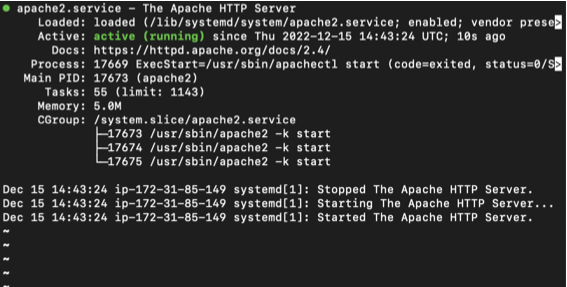 ● apache2.service - The Apache HTTP Server
Loaded: loaded (/lib/systemd/system/apache2.service; enabled; vendor prese>
Active: active (running) since Thu 2022-12-15 14:43:24 UTC; 10s ago
Docs: https://httpd.apache.org/docs/2.4/
Process: 17669 ExecStart=/usr/sbin/apachectl start (code=exited, status=0/S>
Main PID: 17673 (apache2)
Tasks: 55 (limit: 1143)
Memory: 5.0M
CGroup: /system.slice/apache2.service
├─17673 /usr/sbin/apache2 -k start
├─17674 /usr/sbin/apache2 -k start
└─17675 /usr/sbin/apache2 -k start
Dec 15 14:43:24 ip-172-31-85-149 systemd[1]: Stopped The Apache HTTP Server.
Dec 15 14:43:24 ip-172-31-85-149 systemd[1]: Starting The Apache HTTP Server...
Dec 15 14:43:24 ip-172-31-85-149 systemd[1]: Started The Apache HTTP Server.
~
~
~
~
~